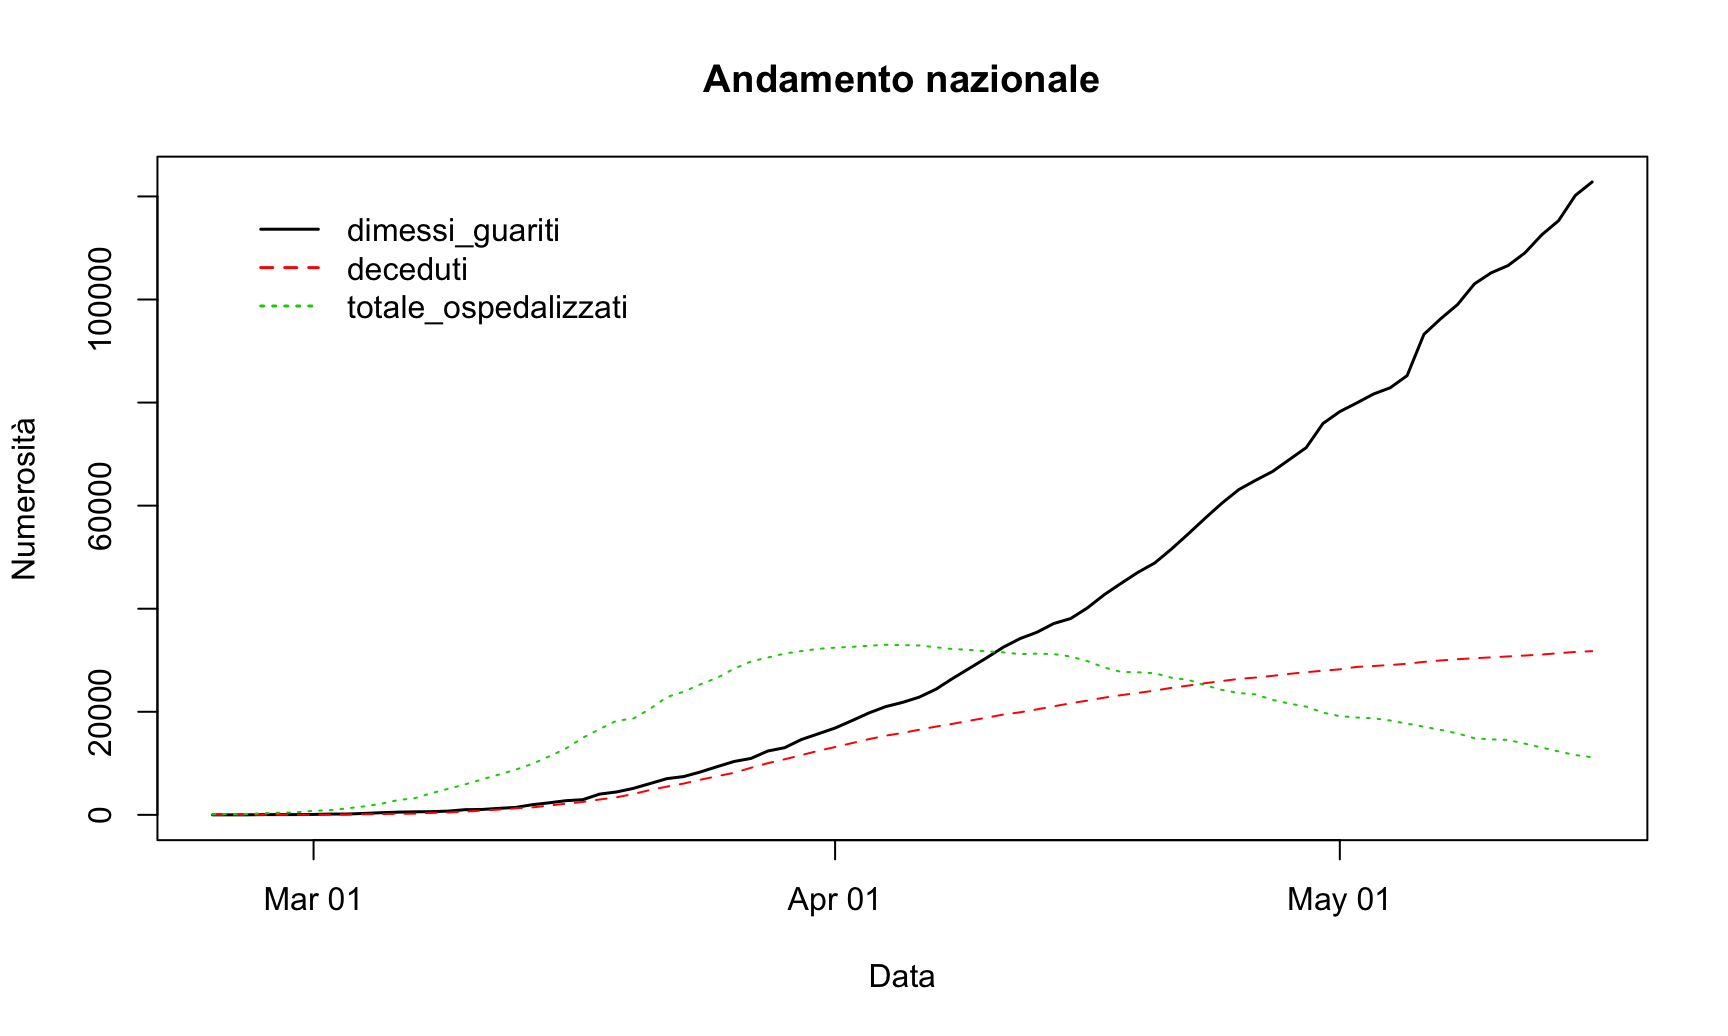 Andamento nazionale
dimessi_guariti
deceduti
totale_ospedalizzati
Numerosità
100000
60000
20000
0
Mar 01
Apr 01
May 01
Data